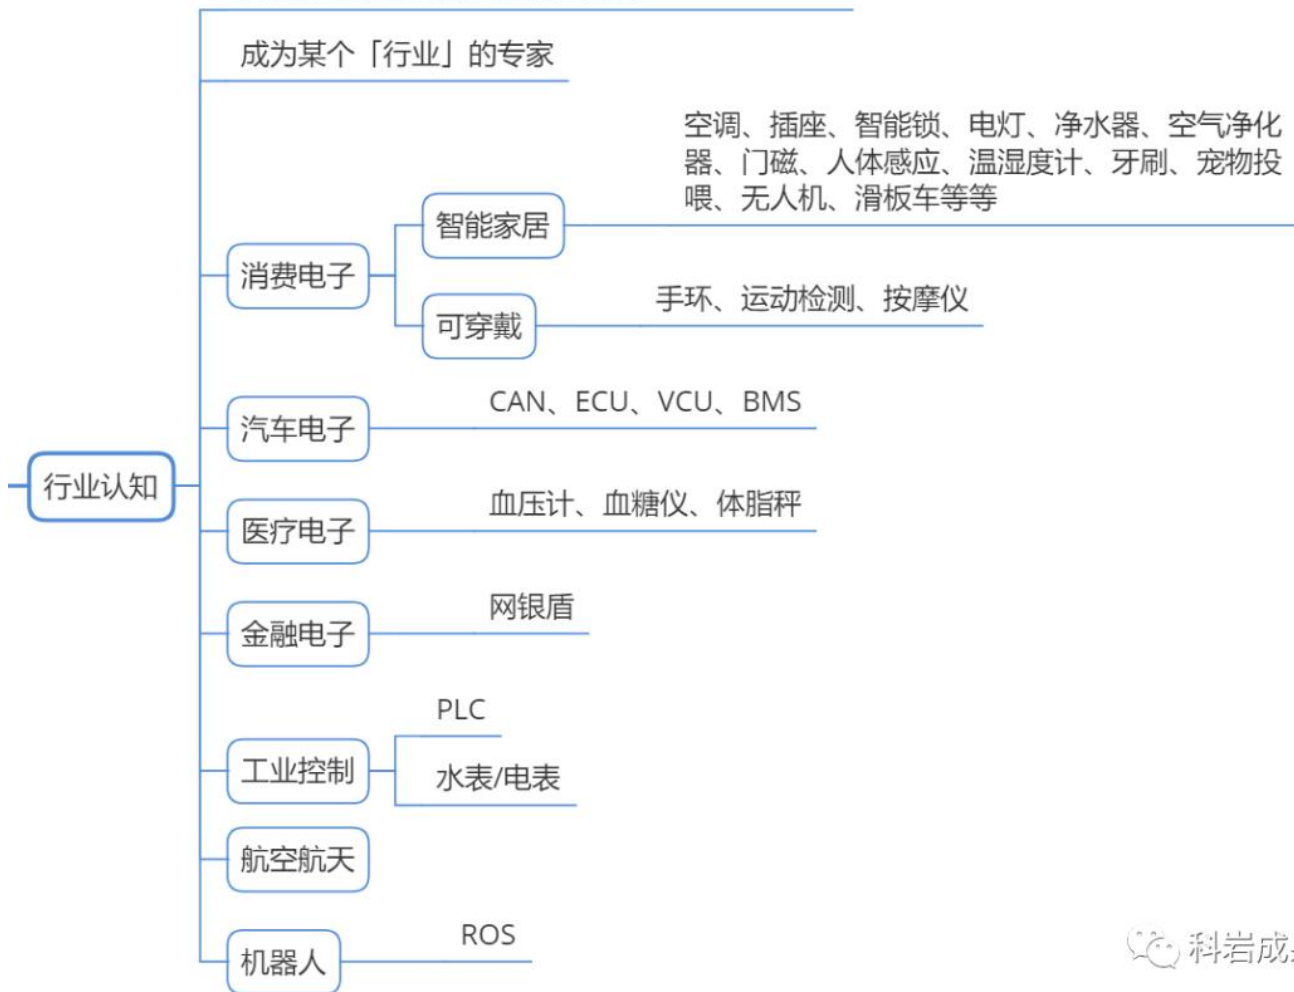 成为某个「行业」的专家
空调、插座、智能锁、电灯、净水器、空气净化
器、门磁、人体感应、温湿度计、牙刷、宠物投
喂、无人机、滑板车等等
智能家居
消费电子
手环、运动检测、按摩仪
可穿戴
CAN、ECU、VCU、BMS
汽车电子
行业认知
血压计、血糖仪、体脂秤
医疗电子
网银盾
金融电子
PLC
工业控制
水表/电表
航空航天
ROS
机器人
科岩成